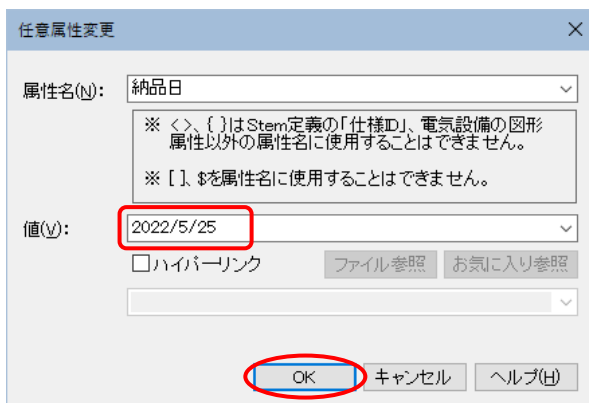 任意属性変更
属性名(N): 納品日
※ <>、{ }はStem定義の「仕様ID」、電気設備の図形
属性以外の属性名に使用することはできません。
※ [ ]、$を属性名に使用することはできません。
値(V): 2022/5/25
ハイパーリンク ファイル参照 お気に入り参照
OK キャンセル ヘルプ(H)